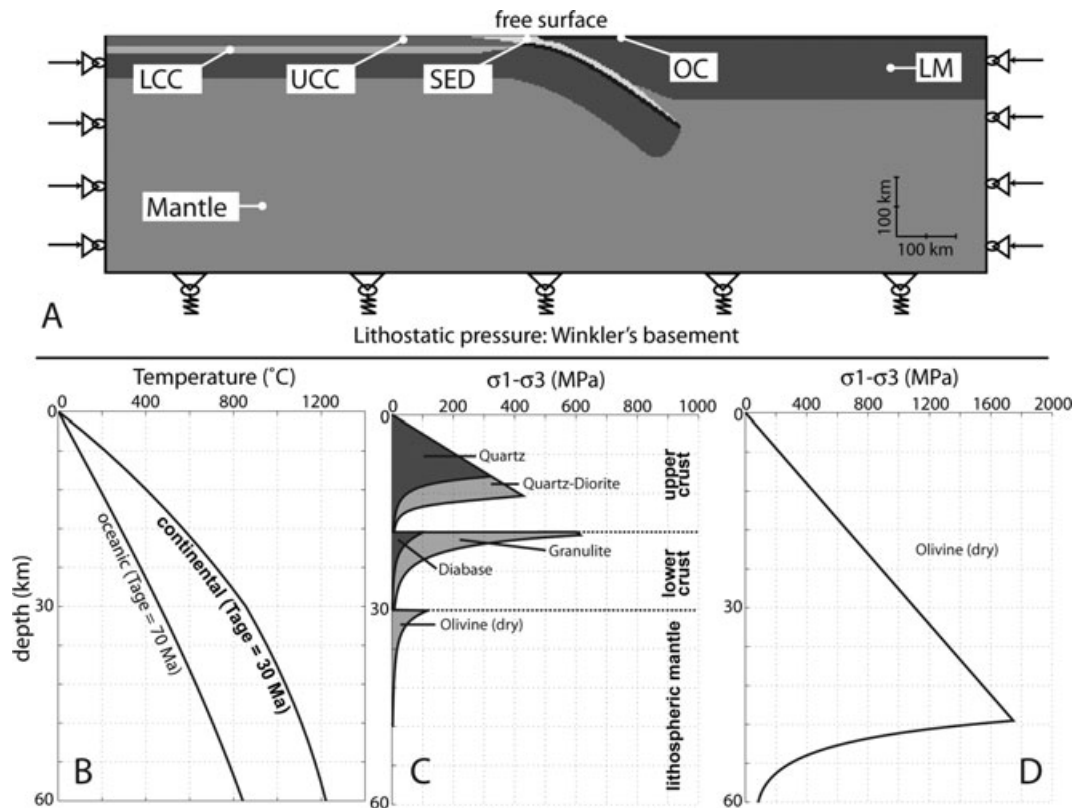 free surface
LCC
UCC
SED
OC
LM
Mantle
100 km
100 km
A
Lithostatic pressure: Winkler's basement
Temperature (˚C)
0 400 800 1200
0
30
60
depth (km)
oceanic (Tage = 70 Ma)
continental (Tage = 30 Ma)
B
σ1-σ3 (MPa)
0 200 400 600 800 1000
0
30
60
Quartz
Quartz-Diorite
Diabase
Granulite
Olivine (dry)
upper
crust
lower
crust
lithospheric mantle
C
σ1-σ3 (MPa)
0 400 800 1200 1600 2000
0
30
60
Olivine (dry)
D